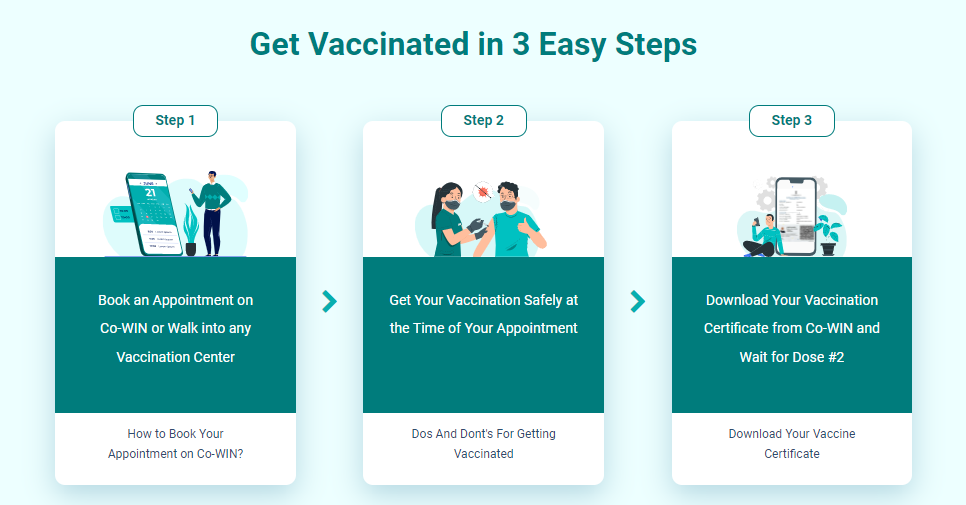 Get Vaccinated in 3 Easy Steps
Step 1
JUNE
21
Book an Appointment on
Co-WIN or Walk into any
Vaccination Center
How to Book Your
Appointment on Co-WIN?
Step 2
Get Your Vaccination Safely at
the Time of Your Appointment
Dos And Dont's For Getting
Vaccinated
Step 3
Download Your Vaccination
Certificate from Co-WIN and
Wait for Dose #2
Download Your Vaccine
Certificate